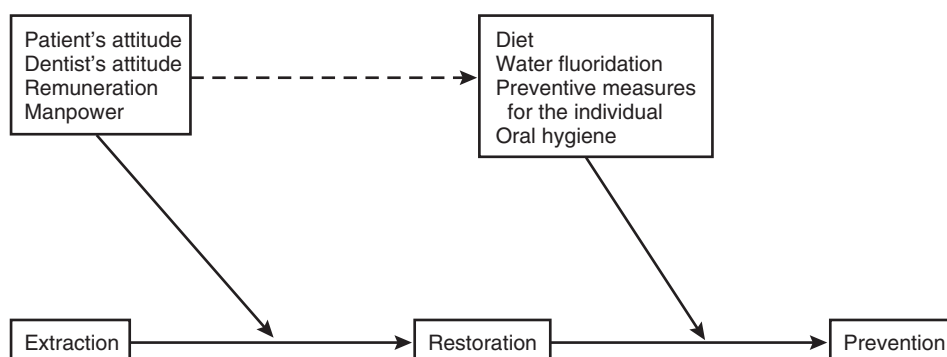 Patient's attitude
Dentist's attitude
Remuneration
Manpower
Diet
Water fluoridation
Preventive measures
for the individual
Oral hygiene
Extraction
Restoration
Prevention